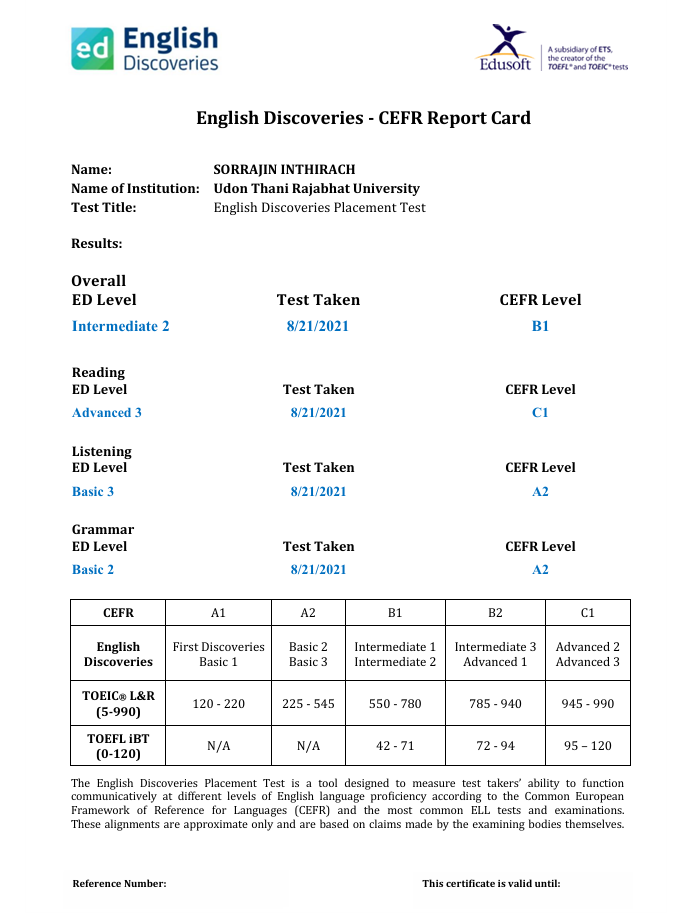 ed English
Discoveries
Edusoft
A subsidiary of ETS,
the creator of the
TOEFL® and TOEIC® tests
English Discoveries - CEFR Report Card
Name: SORRAJIN INTHIRACH
Name of Institution: Udon Thani Rajabhat University
Test Title: English Discoveries Placement Test
Results:
Overall
ED Level Test Taken CEFR Level
Intermediate 2 8/21/2021 B1
Reading
ED Level Test Taken CEFR Level
Advanced 3 8/21/2021 C1
Listening
ED Level Test Taken CEFR Level
Basic 3 8/21/2021 A2
Grammar
ED Level Test Taken CEFR Level
Basic 2 8/21/2021 A2
CEFR A1 A2 B1 B2 C1
English Discoveries First Discoveries Basic 1 Basic 2 Basic 3 Intermediate 1 Intermediate 2 Intermediate 3 Advanced 1 Advanced 2 Advanced 3
TOEIC® L&R (5-990) 120 - 220 225 - 545 550 - 780 785 - 940 945 - 990
TOEFL iBT (0-120) N/A N/A 42 - 71 72 - 94 95 – 120
The English Discoveries Placement Test is a tool designed to measure test takers' ability to function
communicatively at different levels of English language proficiency according to the Common European
Framework of Reference for Languages (CEFR) and the most common ELL tests and examinations.
These alignments are approximate only and are based on claims made by the examining bodies themselves.
Reference Number: This certificate is valid until: